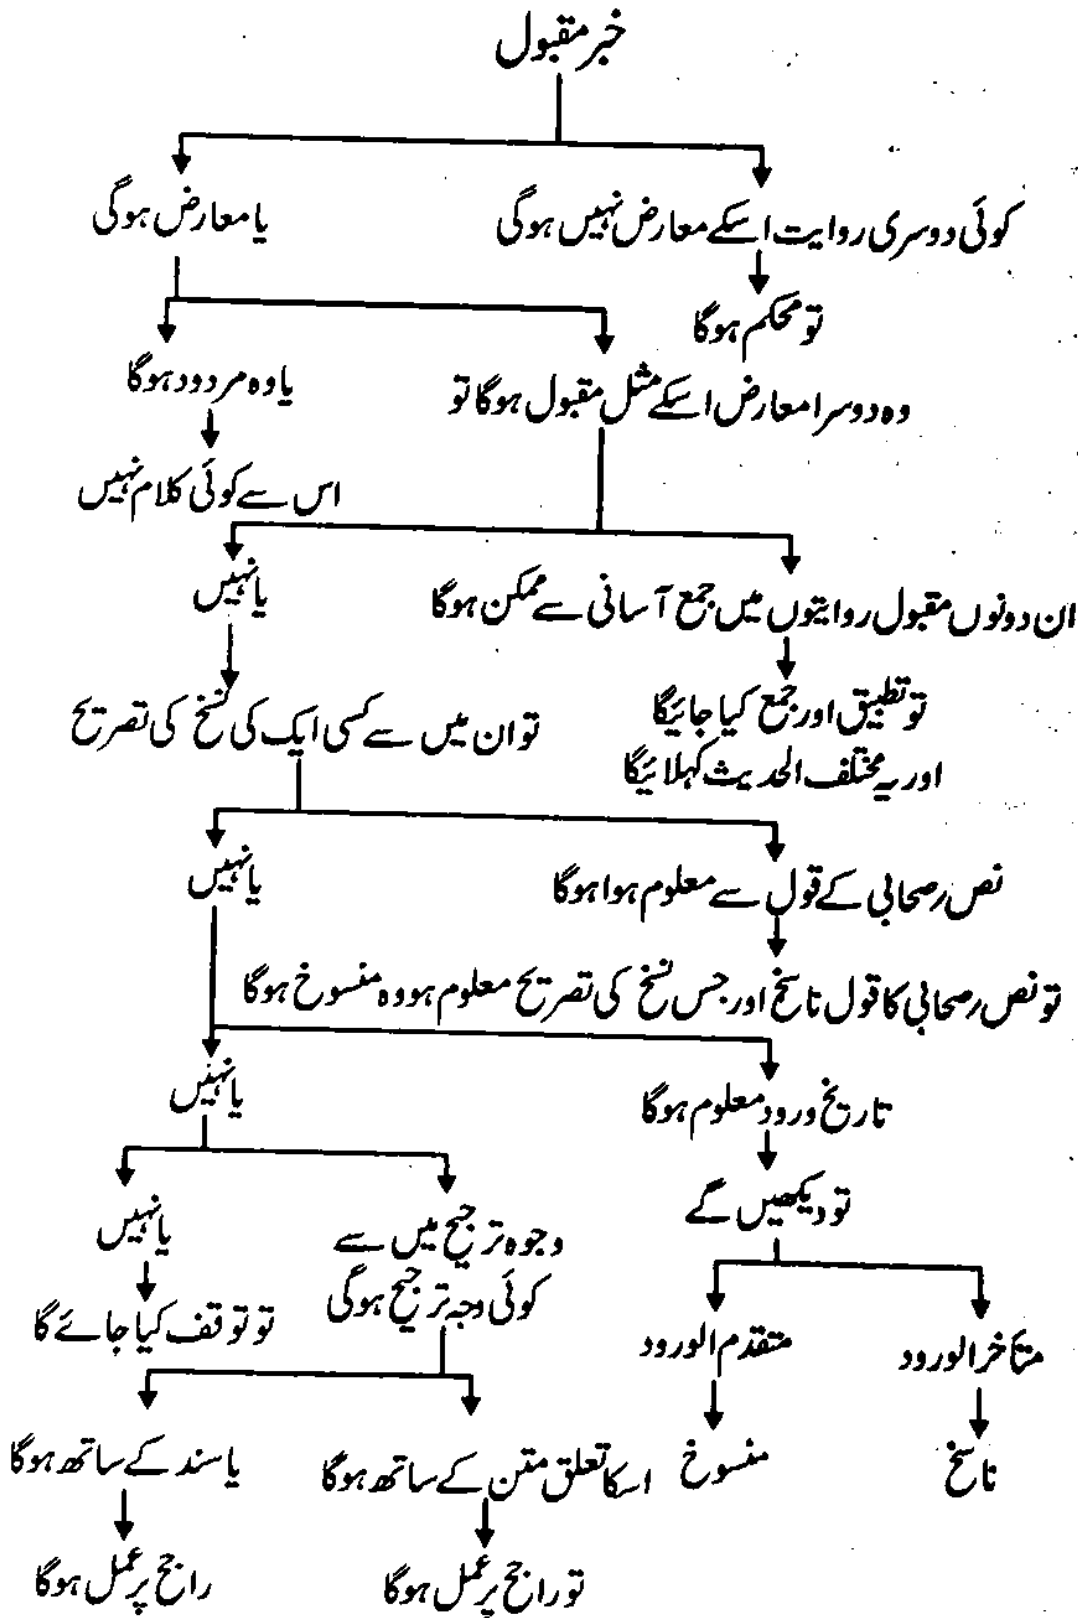 خبر مقبول
کوئی دوسری روایت اسکے معارض نہیں ہوگی
یا معارض ہوگی
تو محکم ہوگا
وہ دوسرا معارض اسکے مثل مقبول ہوگا تو
یا وہ مردود ہوگا
اس سے کوئی کلام نہیں
ان دونوں مقبول روایتوں میں جمع آسانی سے ممکن ہوگا
یا نہیں
تو تطبیق اور جمع کیا جائیگا
اور یہ مختلف الحدیث کہلائیگا
تو ان میں سے کسی ایک کی نسخ کی تصریح
نص رصحابی کے قول سے معلوم ہوا ہوگا
یا نہیں
تو نص رصحابی کا قول ناسخ اور جس نسخ کی تصریح معلوم ہو وہ منسوخ ہوگا
تاریخ ورود معلوم ہوگا
یا نہیں
تو دیکھیں گے
وجوہ ترجیح میں سے
کوئی وجہ ترجیح ہوگی
یا نہیں
تو توقف کیا جائے گا
متأخر الورود
متقدم الورود
ناسخ
منسوخ
اسکا تعلق متن کے ساتھ ہوگا
یا سند کے ساتھ ہوگا
تو راجح پر عمل ہوگا
راجح پر عمل ہوگا